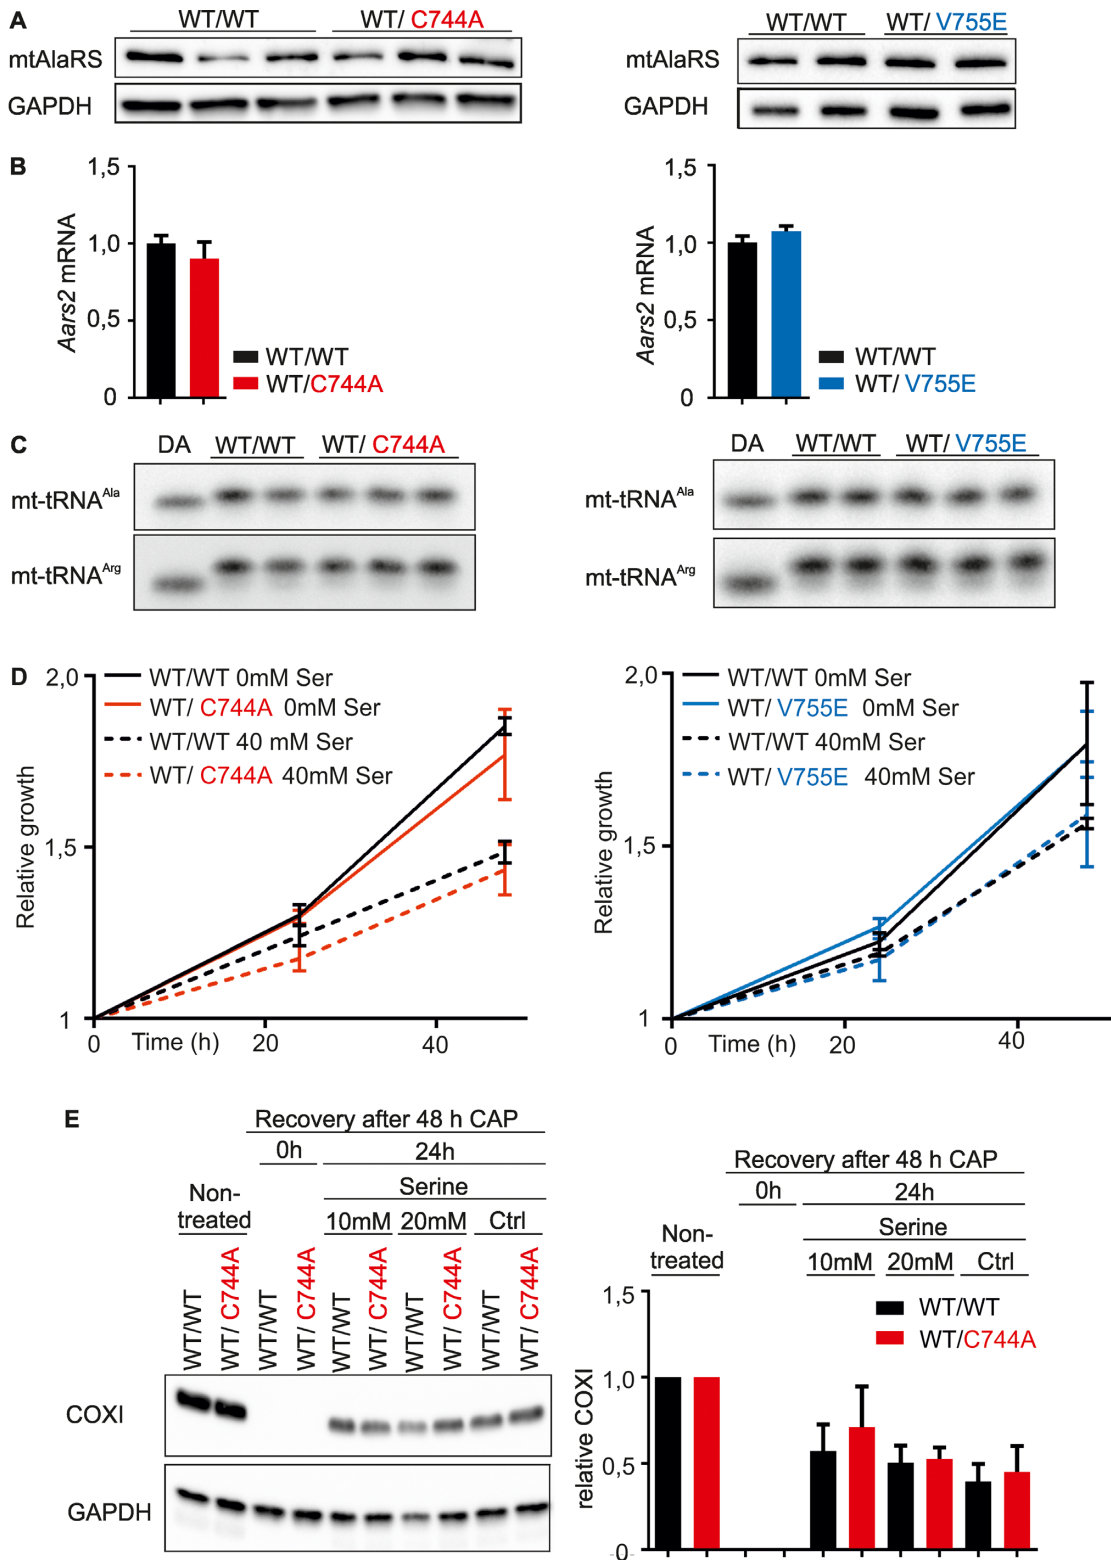 A
WT/WT WT/ C744A
mtAlaRS
GAPDH
WT/WT WT/ V755E
mtAlaRS
GAPDH
B
1,5
1,0
0,5
0
Aars2 mRNA
WT/WT
WT/C744A
1,5
1,0
0,5
0
Aars2 mRNA
WT/WT
WT/ V755E
C
DA WT/WT WT/ C744A
mt-tRNAAla
mt-tRNAArg
DA WT/WT WT/ V755E
mt-tRNAAla
mt-tRNAArg
D
2,0
1,5
1
Relative growth
WT/WT 0mM Ser
WT/ C744A 0mM Ser
WT/WT 40 mM Ser
WT/ C744A 40mM Ser
0 Time (h) 20 40
2,0
1,5
1
Relative growth
WT/WT 0mM Ser
WT/ V755E 0mM Ser
WT/WT 40mM Ser
WT/ V755E 40mM Ser
0 Time (h) 20 40
E
Recovery after 48 h CAP
0h 24h
Serine
Non-
treated 10mM 20mM Ctrl
WT/WT
WT/ C744A
WT/WT
WT/ C744A
WT/WT
WT/ C744A
WT/WT
WT/ C744A
WT/WT
WT/ C744A
COXI
GAPDH
Recovery after 48 h CAP
0h 24h
Serine
Non-
treated 10mM 20mM Ctrl
1,5
1,0
0,5
0
relative COXI
WT/WT
WT/C744A